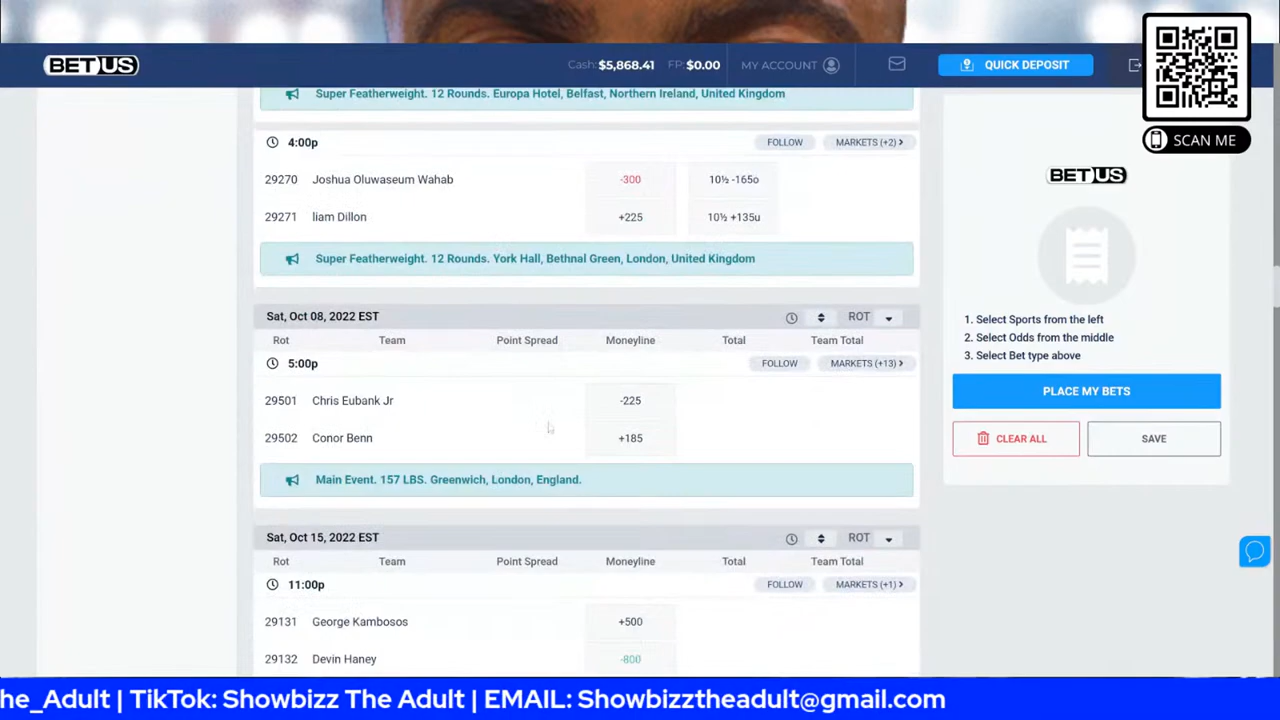 BETUS
Cash: $5,868.41 FP: $0.00 MY ACCOUNT QUICK DEPOSIT
SCAN ME
Super Featherweight. 12 Rounds. Europa Hotel, Belfast, Northern Ireland, United Kingdom
4:00p FOLLOW MARKETS (+2)
29270 Joshua Oluwaseum Wahab -300 10½ -165o
29271 liam Dillon +225 10½ +135u
Super Featherweight. 12 Rounds. York Hall, Bethnal Green, London, United Kingdom
Sat, Oct 08, 2022 EST ROT
Rot Team Point Spread Moneyline Total Team Total
5:00p FOLLOW MARKETS (+13)
29501 Chris Eubank Jr -225
29502 Conor Benn +185
Main Event. 157 LBS. Greenwich, London, England.
Sat, Oct 15, 2022 EST ROT
Rot Team Point Spread Moneyline Total Team Total
11:00p FOLLOW MARKETS (+1)
29131 George Kambosos +500
29132 Devin Haney -800
BETUS
1. Select Sports from the left
2. Select Odds from the middle
3. Select Bet type above
PLACE MY BETS
CLEAR ALL SAVE
he_Adult | TikTok: Showbizz The Adult | EMAIL: Showbizztheadult@gmail.com